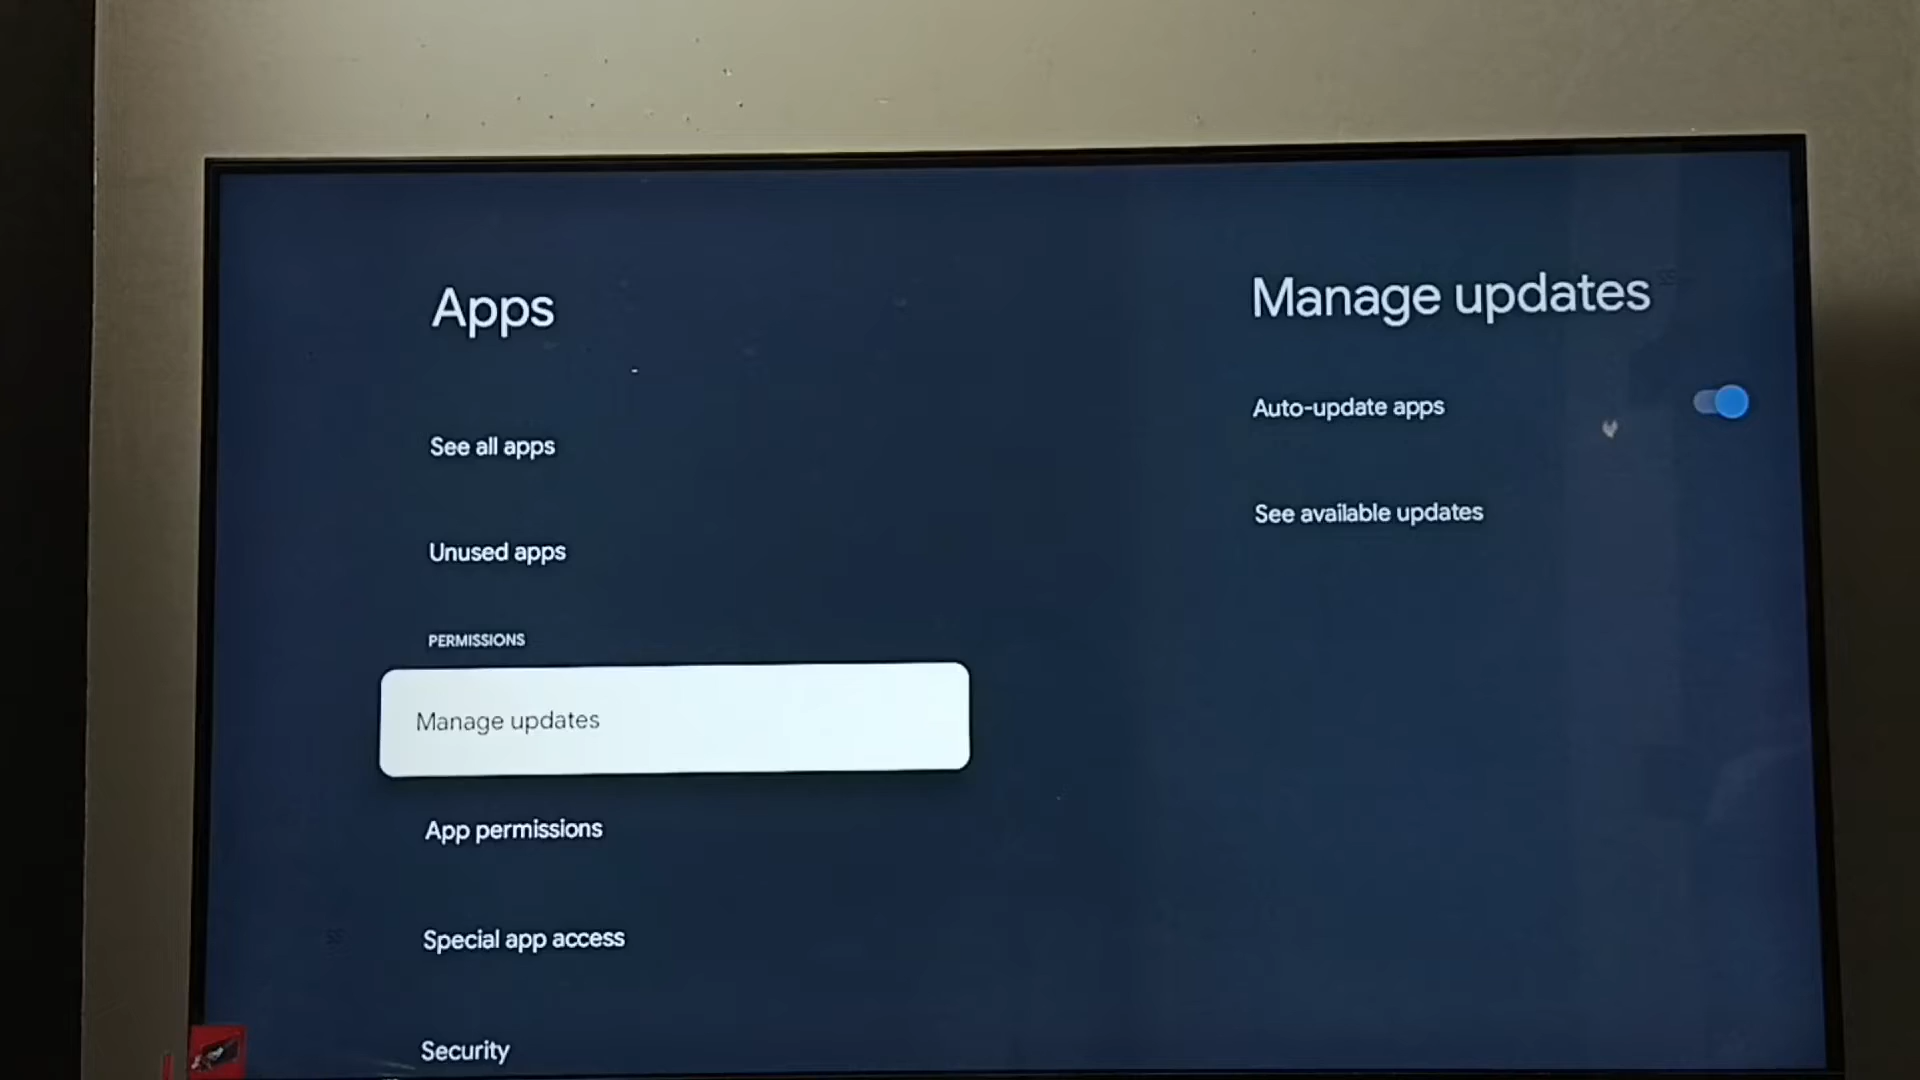 Apps
See all apps
Unused apps
PERMISSIONS
Manage updates
App permissions
Special app access
Security
Manage updates
Auto-update apps
See available updates